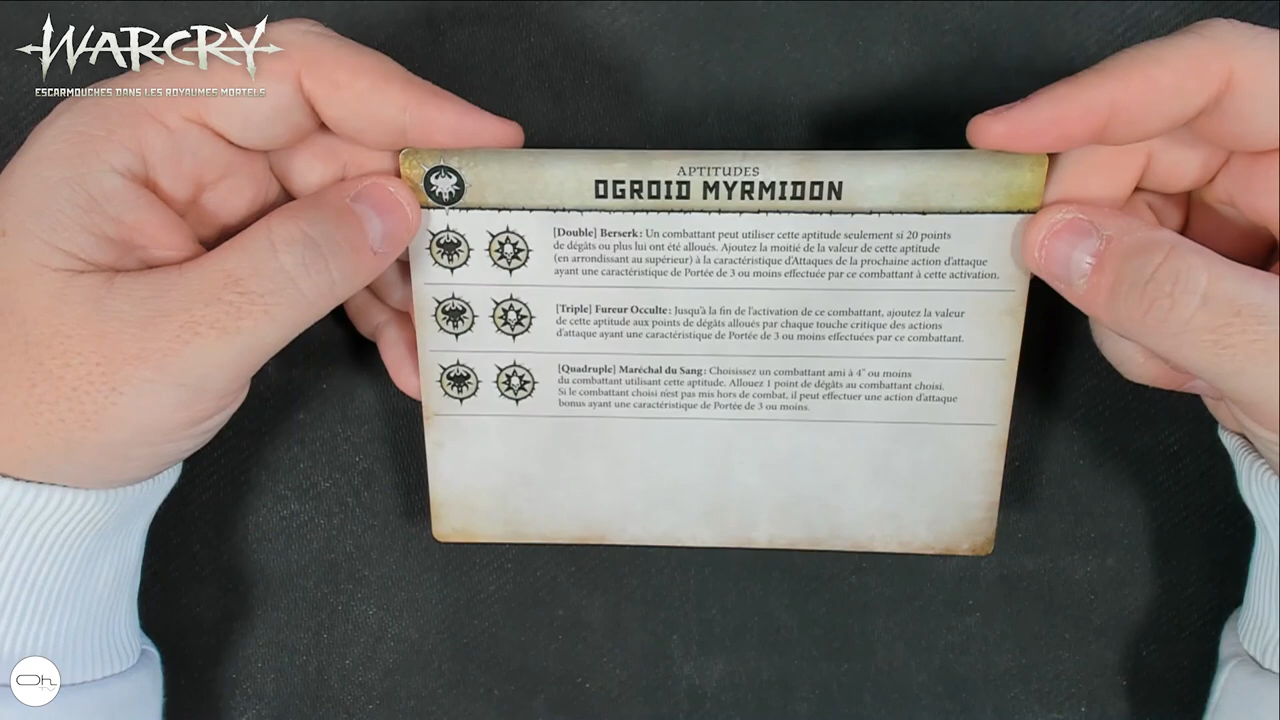 WARCRY
ESCARMOUCHES DANS LES ROYAUMES MORTELS
APTITUDES
OGROID MYRMIDON
[Double] Berserk : Un combattant peut utiliser cette aptitude seulement si 20 points
de dégâts ou plus lui ont été alloués. Ajoutez la moitié de la valeur de cette aptitude
(en arrondissant au supérieur) à la caractéristique d'Attaques de la prochaine action d'attaque
ayant une caractéristique de Portée de 3 ou moins effectuée par ce combattant à cette activation.
[Triple] Fureur Occulte : Jusqu'à la fin de l'activation de ce combattant, ajoutez la valeur
de cette aptitude aux points de dégâts alloués par chaque touche critique des actions
d'attaque ayant une caractéristique de Portée de 3 ou moins effectuées par ce combattant.
[Quadruple] Maréchal du Sang : Choisissez un combattant ami à 4" ou moins
du combattant utilisant cette aptitude. Allouez 1 point de dégâts au combattant choisi.
Si le combattant choisi n'est pas mis hors de combat, il peut effectuer une action d'attaque
bonus ayant une caractéristique de Portée de 3 ou moins.
Oh
TV